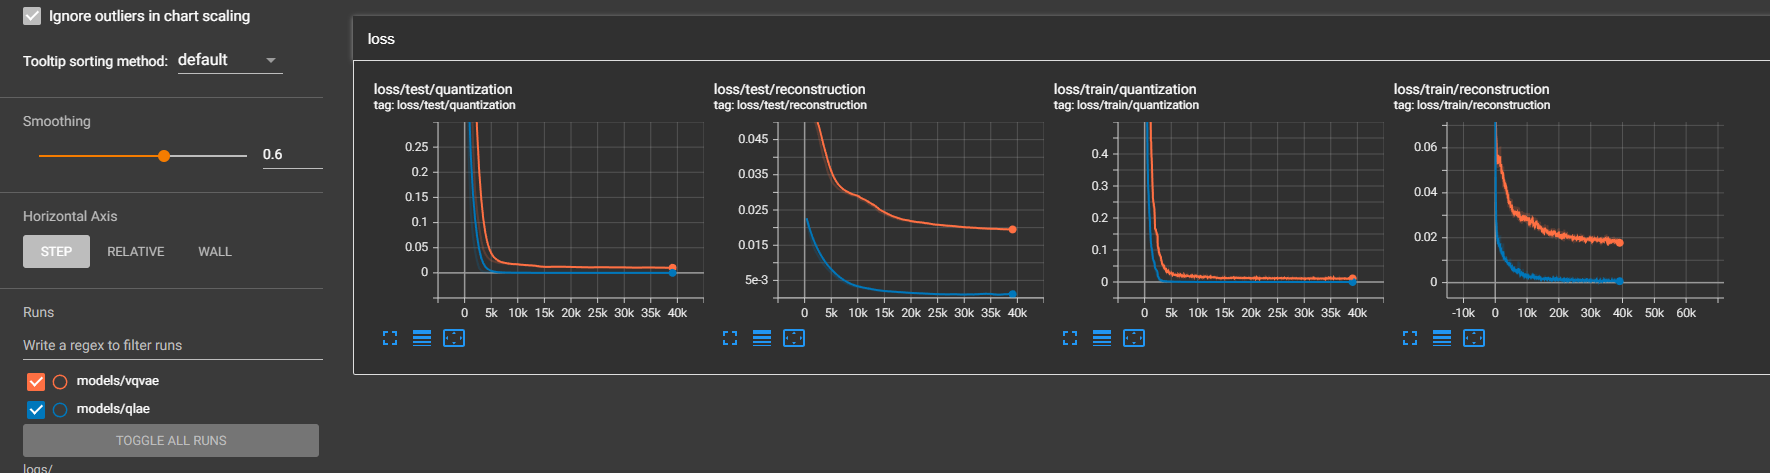 Ignore outliers in chart scaling
Tooltip sorting method: default
Smoothing
0.6
Horizontal Axis
STEP RELATIVE WALL
Runs
Write a regex to filter runs
models/vqvae
models/qlae
TOGGLE ALL RUNS
logs/
loss
loss/test/quantization
tag: loss/test/quantization
0.25
0.2
0.15
0.1
0.05
0
0 5k 10k 15k 20k 25k 30k 35k 40k
loss/test/reconstruction
tag: loss/test/reconstruction
0.045
0.035
0.025
0.015
5e-3
0 5k 10k 15k 20k 25k 30k 35k 40k
loss/train/quantization
tag: loss/train/quantization
0.4
0.3
0.2
0.1
0
0 5k 10k 15k 20k 25k 30k 35k 40k
loss/train/reconstruction
tag: loss/train/reconstruction
0.06
0.04
0.02
0
-10k 0 10k 20k 30k 40k 50k 60k